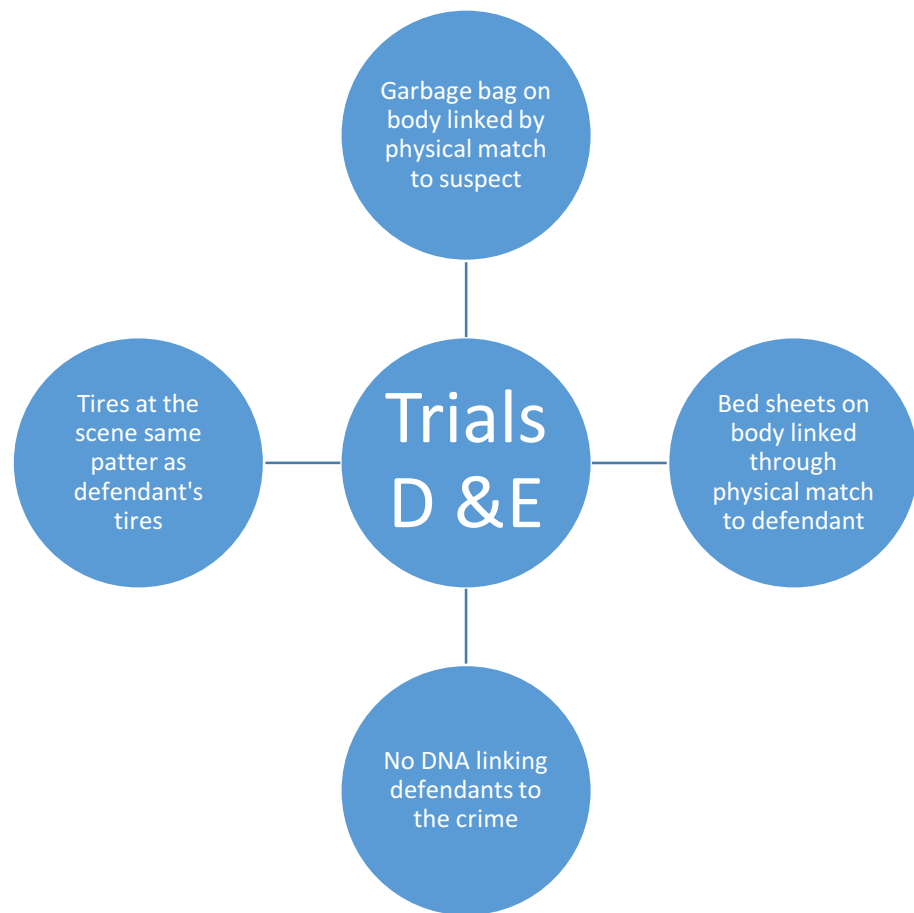 Garbage bag on
body linked by
physical match
to suspect
Tires at the
scene same
patter as
defendant's
tires
Trials
D &E
Bed sheets on
body linked
through
physical match
to defendant
No DNA linking
defendants to
the crime